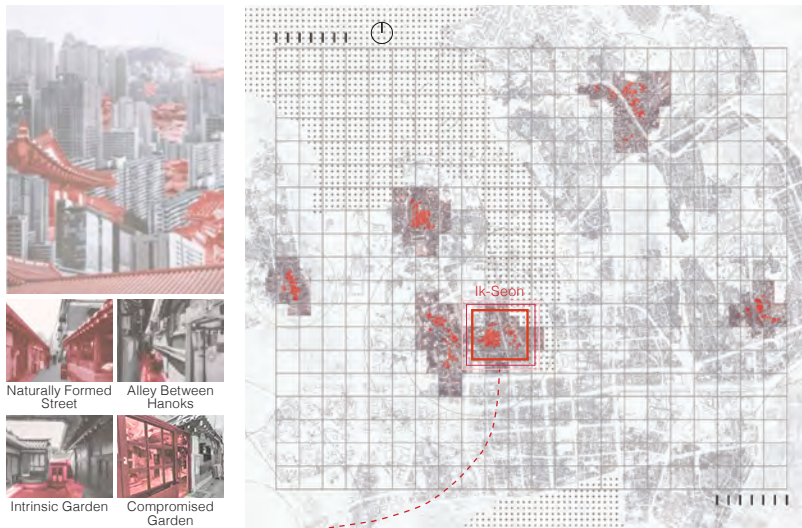 Ik-Seon
Naturally Formed
Street
Alley Between
Hanoks
Intrinsic Garden
Compromised
Garden